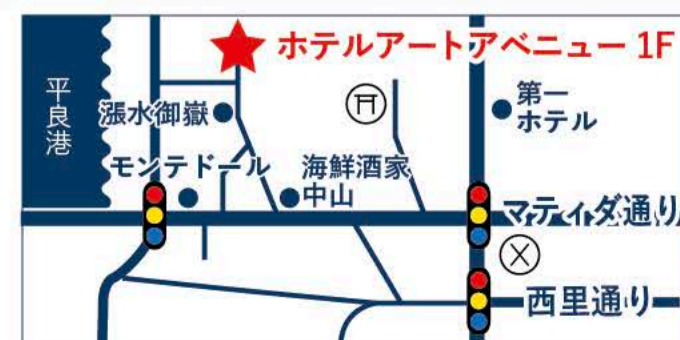 ホテルアートアベニュー 1F
平良港
漲水御嶽
第一
ホテル
モンテドール
海鮮酒家
中山
マティダ通り
西里通り